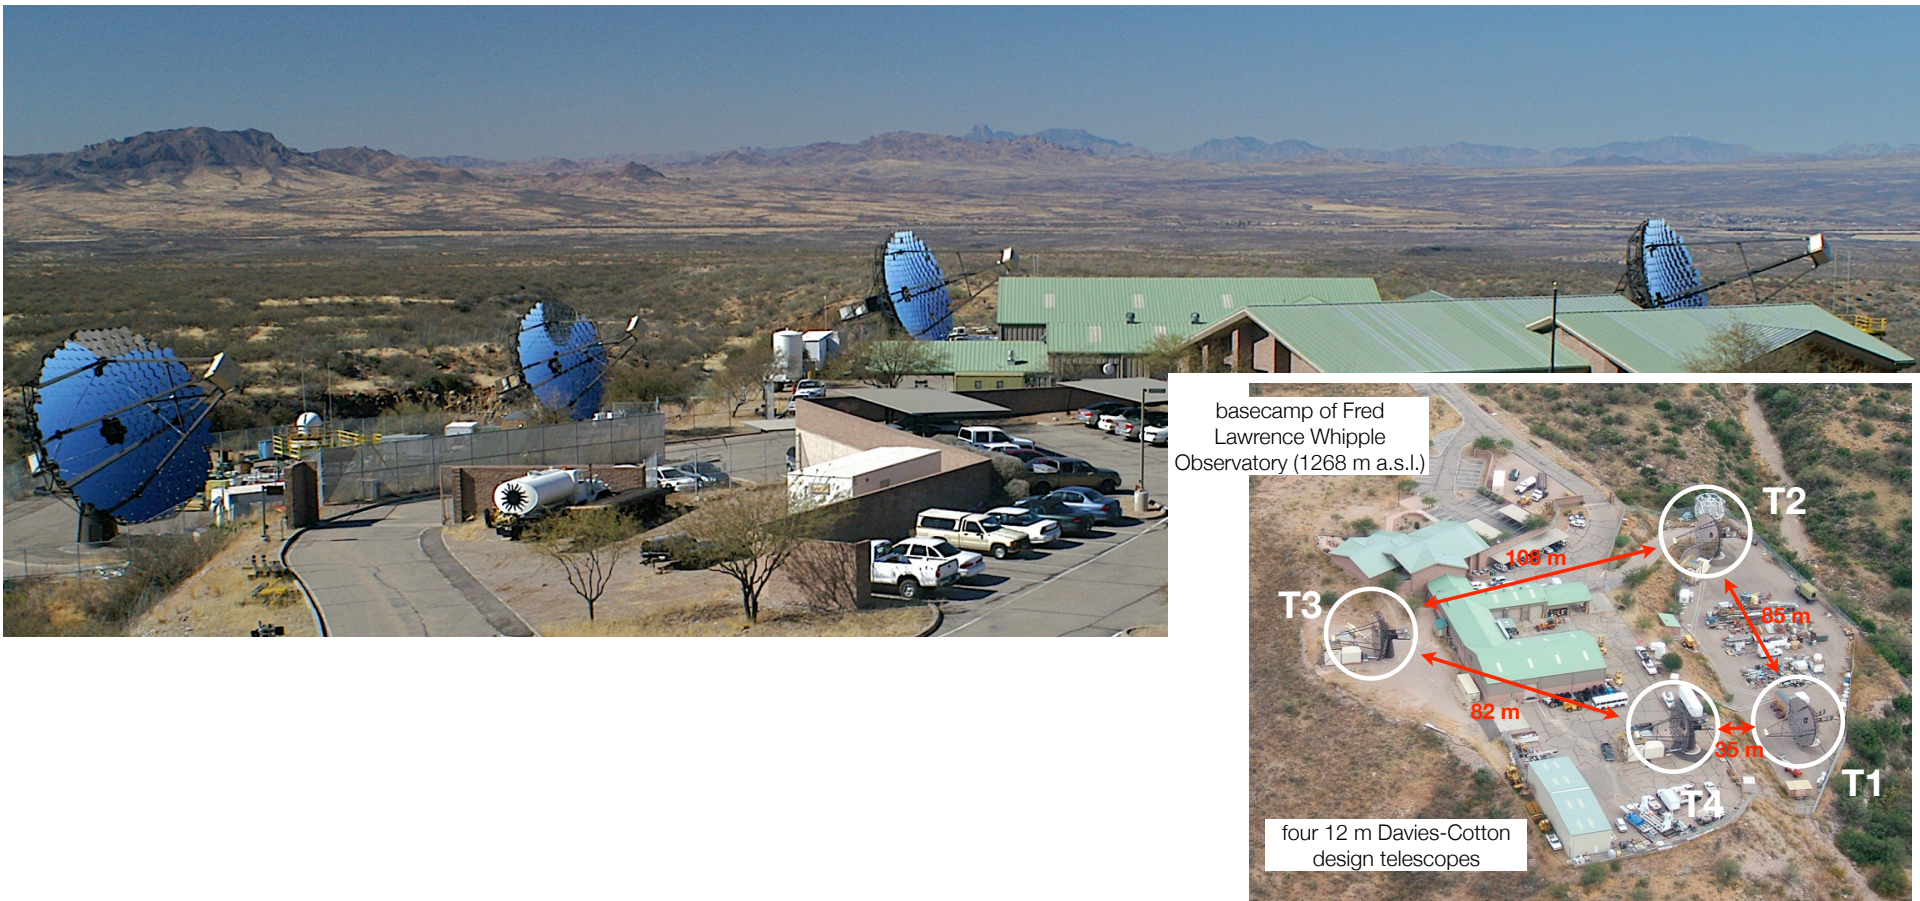 basecamp of Fred
Lawrence Whipple
Observatory (1268 m a.s.l.)
T2
108 m
T3
85 m
82 m
35 m
T1
T4
four 12 m Davies-Cotton
design telescopes